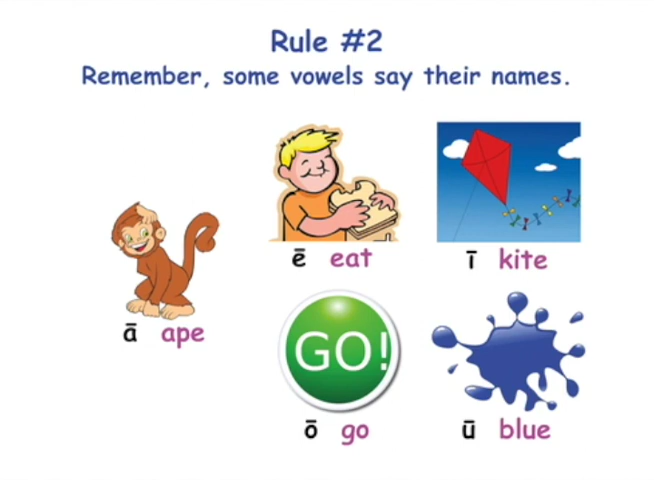 Rule #2
Remember, some vowels say their names.
ē eat
ī kite
ā ape
GO!
ō go
ū blue